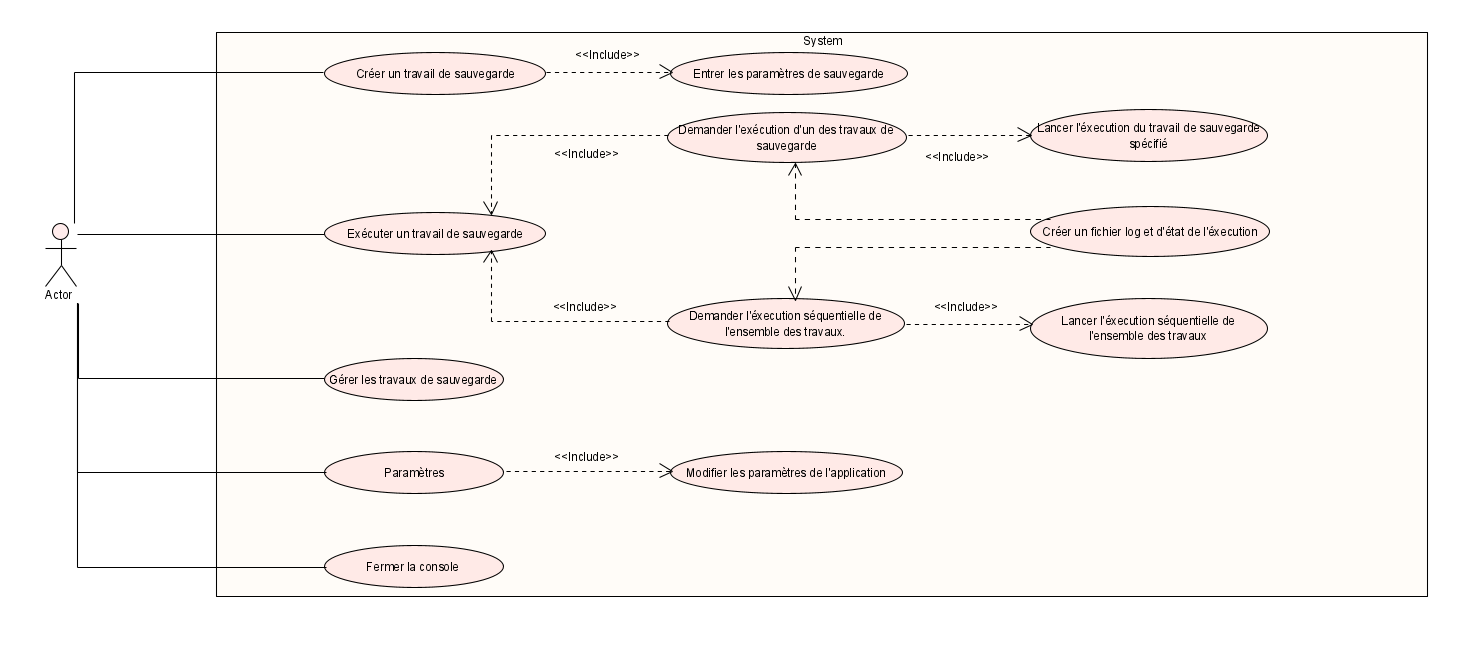 System
<<Include>>
Créer un travail de sauvegarde
Entrer les paramètres de sauvegarde
Demander l'exécution d'un des travaux de
sauvegarde
Lancer l'éxecution du travail de sauvegarde
spécifié
<<Include>>
<<Include>>
Exécuter un travail de sauvegarde
Créer un fichier log et d'état de l'éxecution
Actor
<<Include>>
<<Include>>
Demander l'éxecution séquentielle de
l'ensemble des travaux.
Lancer l'éxecution séquentielle de
l'ensemble des travaux
Gérer les travaux de sauvegarde
<<Include>>
Paramètres
Modifier les paramètres de l'application
Fermer la console